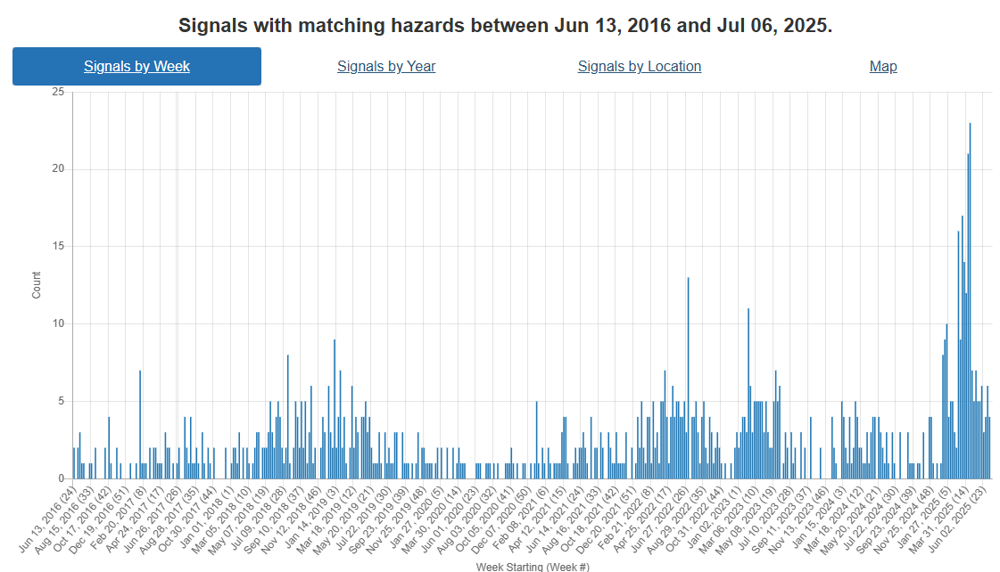 Signals with matching hazards between Jun 13, 2016 and Jul 06, 2025.
Signals by Week
Signals by Year
Signals by Location
Map
25
20
15
10
5
0
Count
Jun 13, 2016 (24)
Aug 15, 2016 (33)
Oct 17, 2016 (42)
Dec 19, 2016 (51)
Feb 20, 2017 (8)
Apr 24, 2017 (17)
Jun 26, 2017 (26)
Aug 28, 2017 (35)
Oct 30, 2017 (44)
Jan 01, 2018 (1)
Mar 05, 2018 (10)
May 07, 2018 (19)
Jul 09, 2018 (28)
Sep 10, 2018 (37)
Nov 12, 2018 (46)
Jan 14, 2019 (3)
Mar 18, 2019 (12)
May 20, 2019 (21)
Jul 22, 2019 (30)
Sep 23, 2019 (39)
Nov 25, 2019 (48)
Jan 27, 2020 (5)
Mar 30, 2020 (14)
Jun 01, 2020 (23)
Aug 03, 2020 (32)
Oct 05, 2020 (41)
Dec 07, 2020 (50)
Feb 08, 2021 (6)
Apr 12, 2021 (15)
Jun 14, 2021 (24)
Aug 16, 2021 (33)
Oct 18, 2021 (42)
Dec 20, 2021 (51)
Feb 21, 2022 (8)
Apr 25, 2022 (17)
Jun 27, 2022 (26)
Aug 29, 2022 (35)
Oct 31, 2022 (44)
Jan 02, 2023 (1)
Mar 06, 2023 (10)
May 08, 2023 (19)
Jul 10, 2023 (28)
Sep 11, 2023 (37)
Nov 13, 2023 (46)
Jan 15, 2024 (3)
Mar 18, 2024 (12)
May 20, 2024 (21)
Jul 22, 2024 (30)
Sep 23, 2024 (39)
Nov 25, 2024 (48)
Jan 27, 2025 (5)
Mar 31, 2025 (14)
Jun 02, 2025 (23)
Week Starting (Week #)